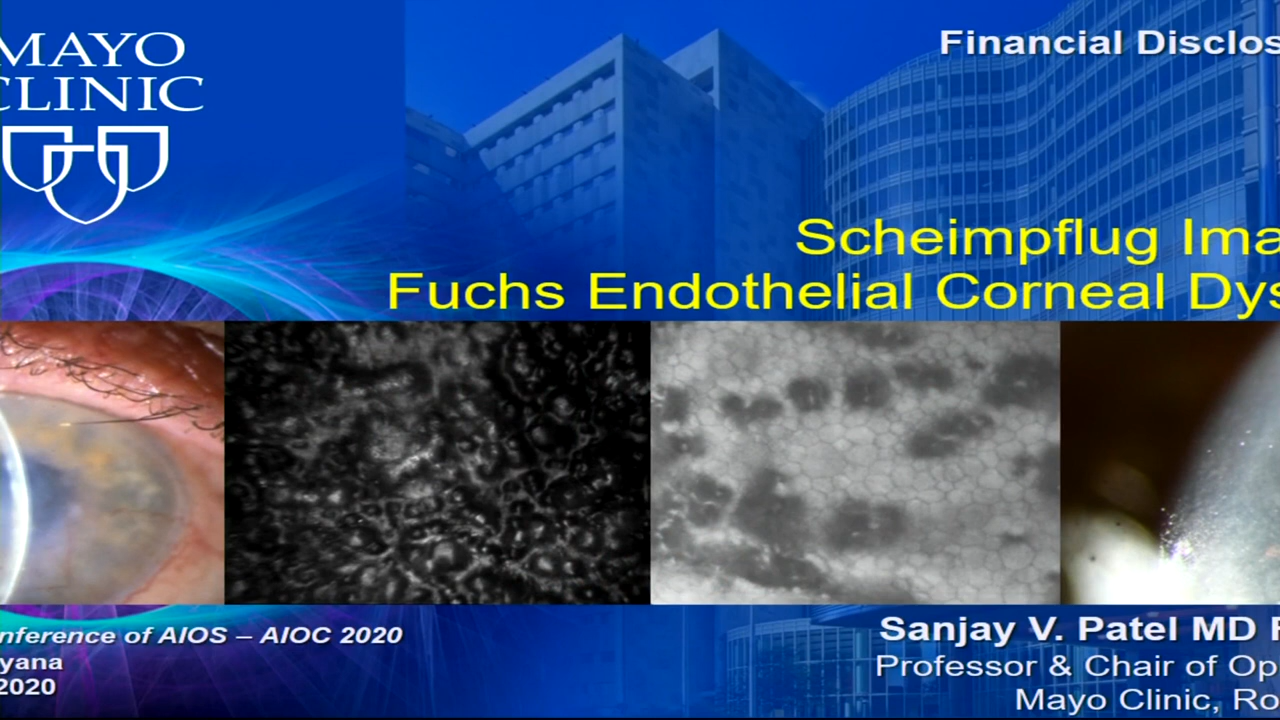 MAYO
CLINIC
Financial Disclos
Scheimpflug Ima
Fuchs Endothelial Corneal Dys
nference of AIOS – AIOC 2020
yana
2020
Sanjay V. Patel MD F
Professor & Chair of Op
Mayo Clinic, Ro